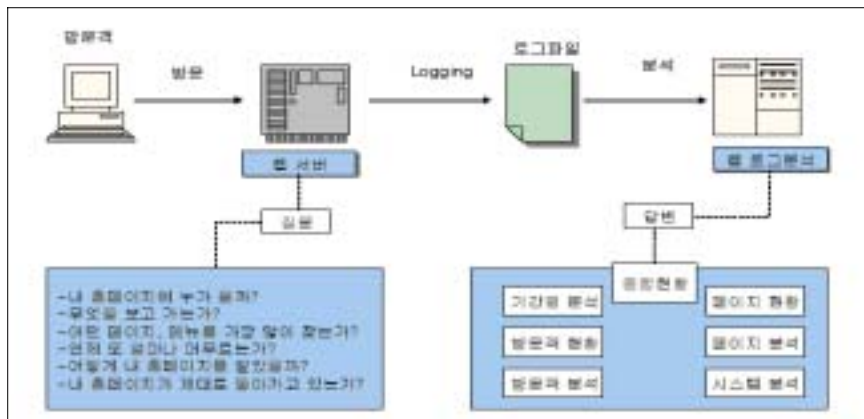 방문객
방문
Logging
로그파일
분석
웹 서버
웹 로그분석
질문
답변
-내 홈페이지에 누가 올까?
-무엇을 보고 가는가?
-어떤 페이지, 메뉴를 가장 많이 찾는가?
-언제 또 얼마나 머무르는가?
-어떻게 내 홈페이지를 알았을까?
-내 홈페이지가 제대로 돌아가고 있는가?
종합현황
기간별 분석
페이지 현황
방문객 현황
페이지 분석
방문객 분석
시스템 분석